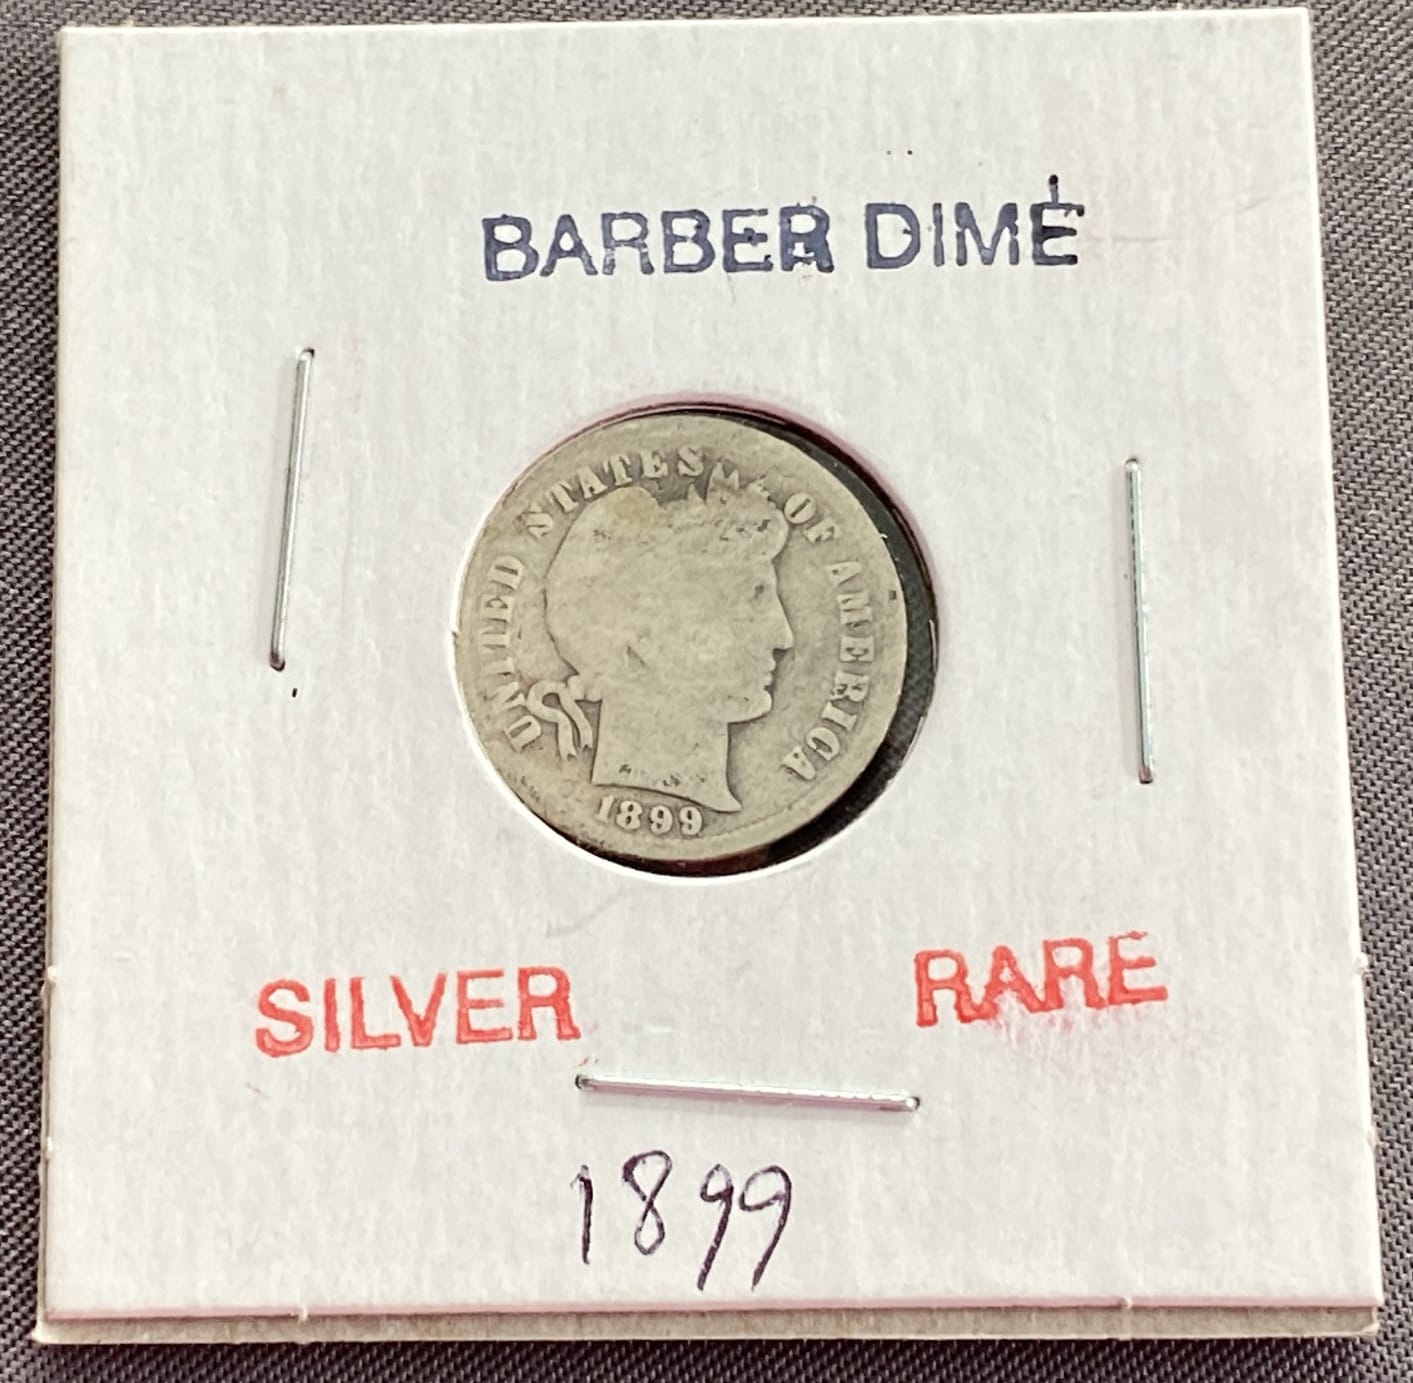 BARBER DIME
UNITED STATES OF AMERICA
1899
SILVER RARE
1899